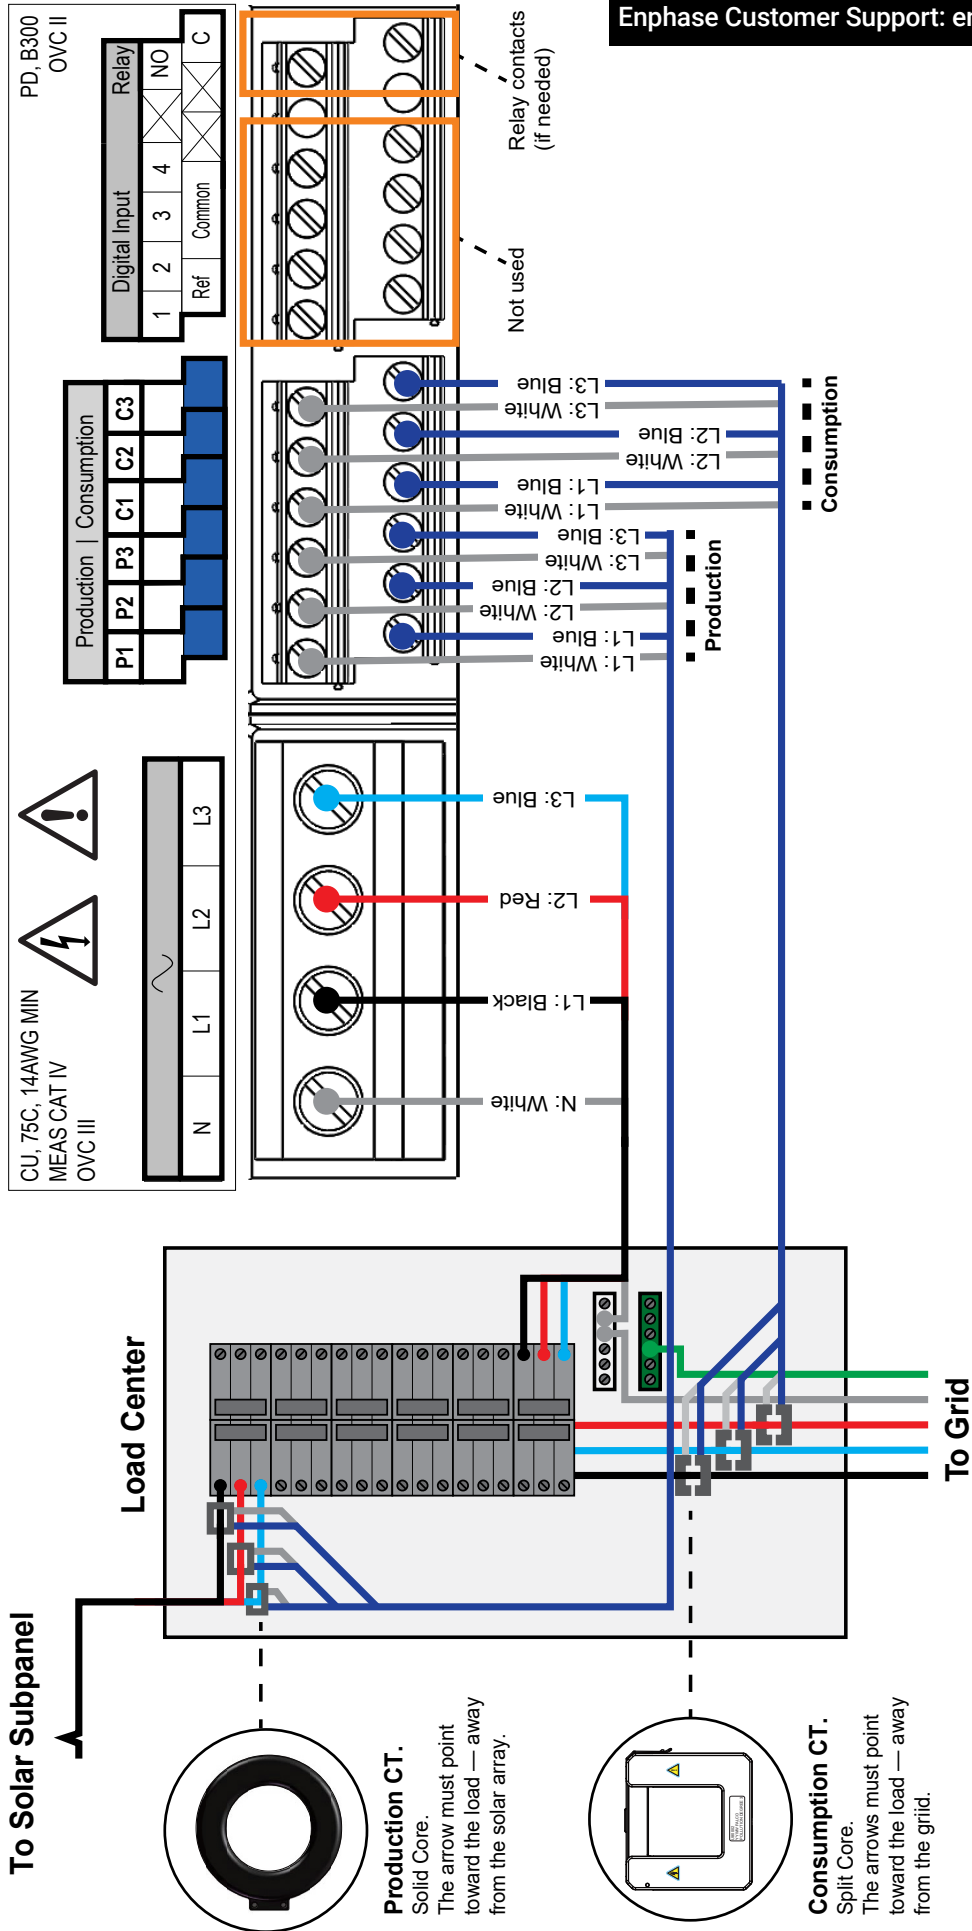 Enphase Customer Support: en
CU, 75C, 14AWG MIN
MEAS CAT IV
OVC III
PD, B300
OVC II
N
L1
L2
L3
Production | Consumption
P1
P2
P3
C1
C2
C3
Digital Input
Relay
1
2
3
4
NO
Ref
Common
C
Not used
Relay contacts
(if needed)
N: White
L1: Black
L2: Red
L3: Blue
L1: White
L1: Blue
L2: White
L2: Blue
L3: White
L3: Blue
L1: White
L1: Blue
L2: White
L2: Blue
L3: White
L3: Blue
Production
Consumption
To Solar Subpanel
Load Center
To Grid
Production CT.
Solid Core.
The arrow must point
toward the load — away
from the solar array.
Consumption CT.
Split Core.
The arrows must point
toward the load — away
from the griid.